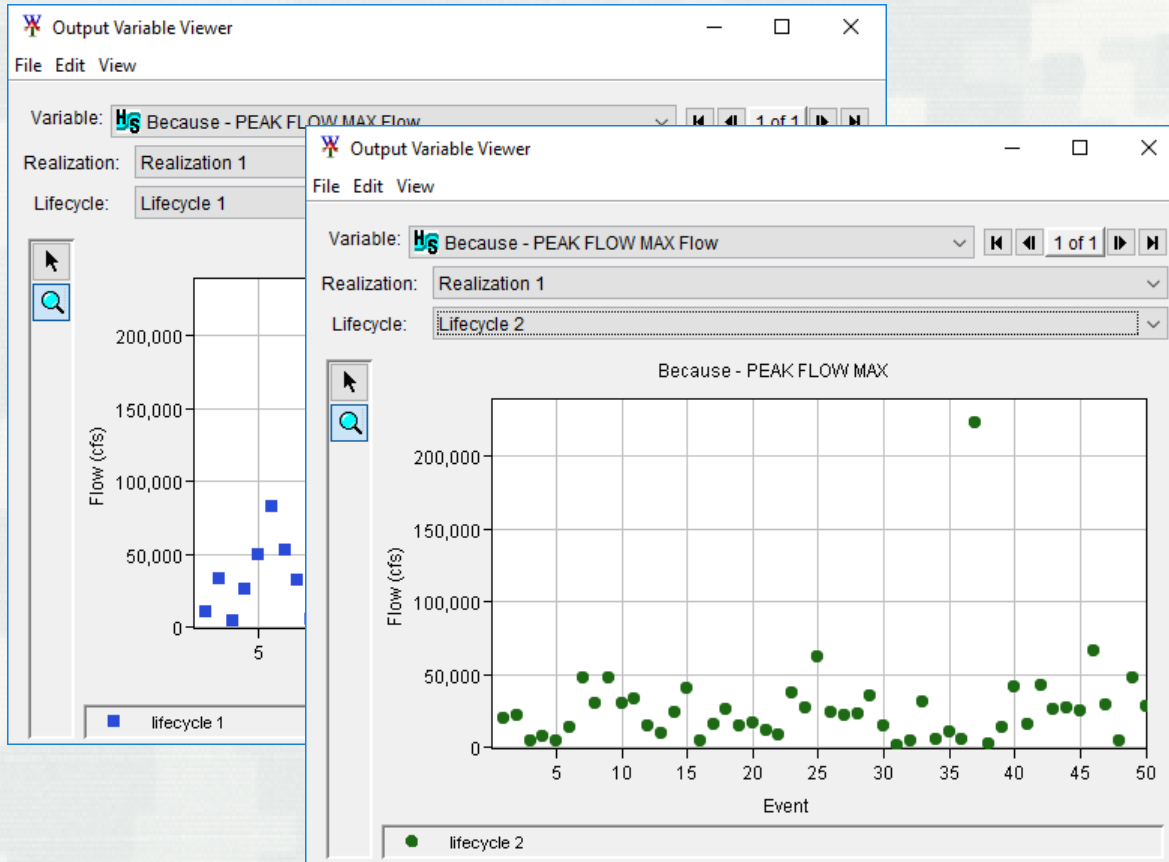 Output Variable Viewer
File Edit View
Variable: HS Because - PEAK FLOW MAX Flow 1 of 1
Realization: Realization 1
Lifecycle: Lifecycle 1
200,000
150,000
100,000
50,000
0
Flow (cfs)
5
lifecycle 1
Output Variable Viewer
File Edit View
Variable: HS Because - PEAK FLOW MAX Flow 1 of 1
Realization: Realization 1
Lifecycle: Lifecycle 2
Because - PEAK FLOW MAX
200,000
150,000
100,000
50,000
0
Flow (cfs)
5 10 15 20 25 30 35 40 45 50
Event
lifecycle 2